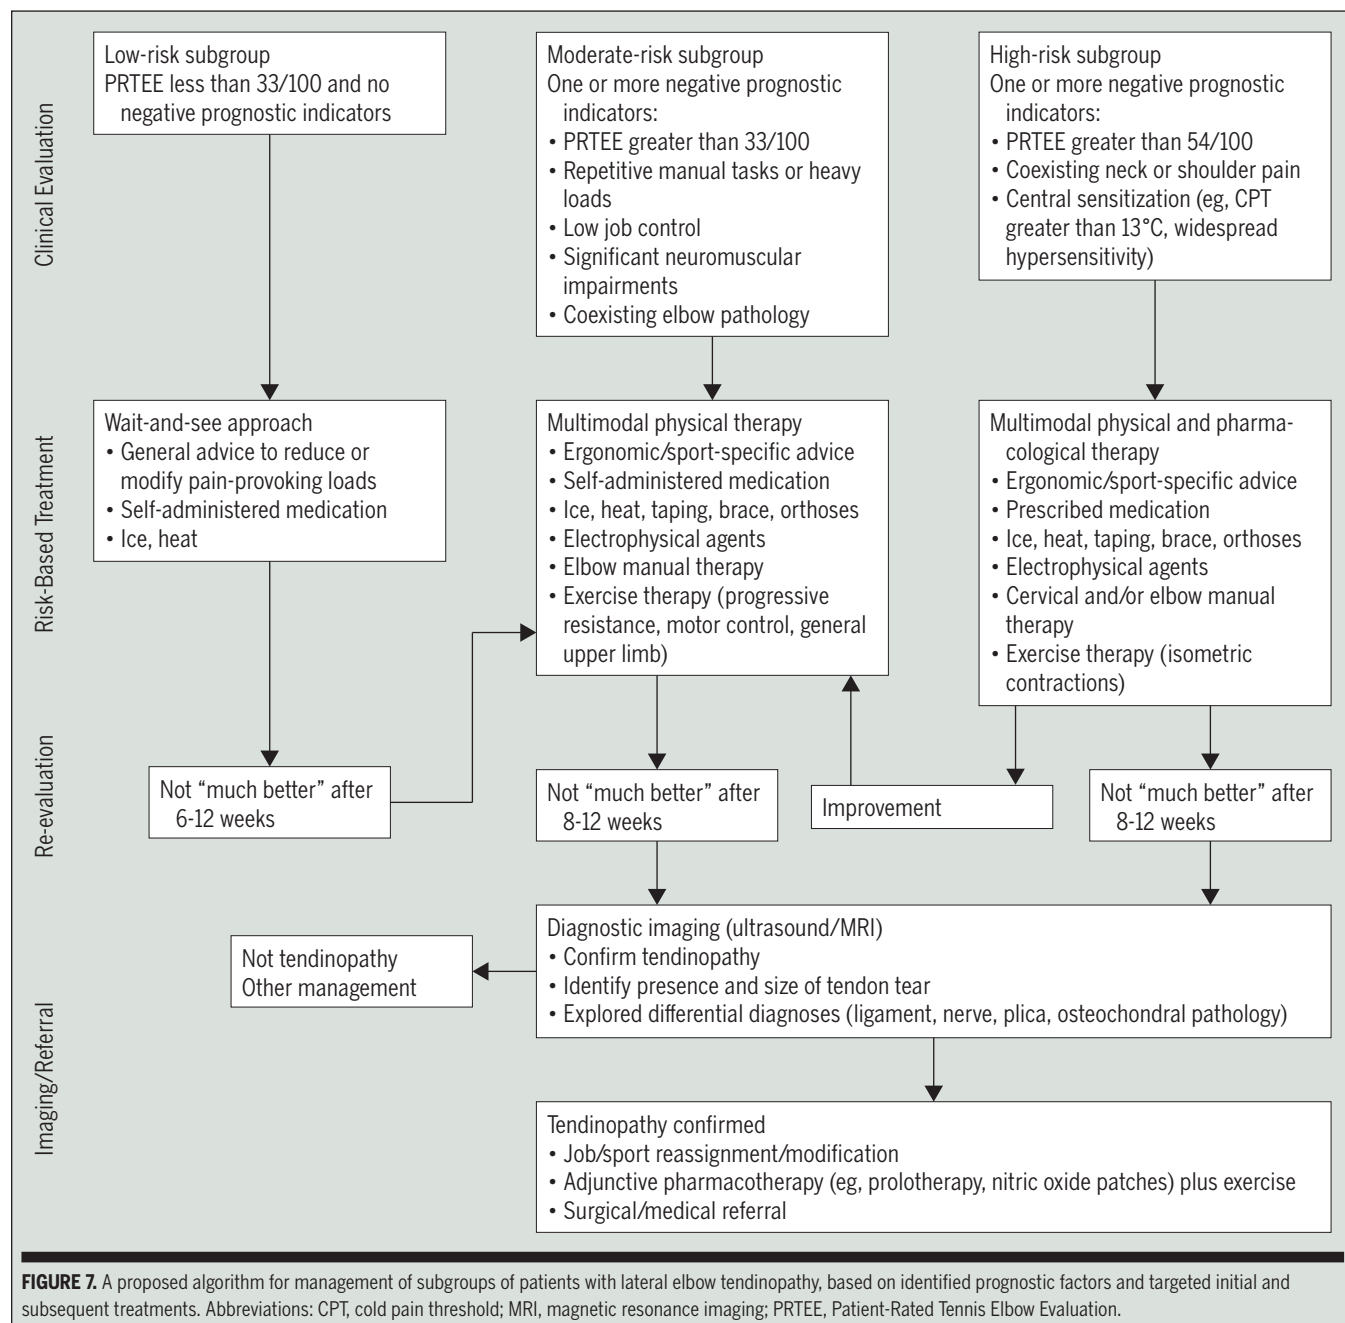 Clinical Evaluation
Low-risk subgroup
PRTEE less than 33/100 and no
negative prognostic indicators
Moderate-risk subgroup
One or more negative prognostic
indicators:
• PRTEE greater than 33/100
• Repetitive manual tasks or heavy
loads
• Low job control
• Significant neuromuscular
impairments
• Coexisting elbow pathology
High-risk subgroup
One or more negative prognostic
indicators:
• PRTEE greater than 54/100
• Coexisting neck or shoulder pain
• Central sensitization (eg, CPT
greater than 13°C, widespread
hypersensitivity)
Risk-Based Treatment
Wait-and-see approach
• General advice to reduce or
modify pain-provoking loads
• Self-administered medication
• Ice, heat
Multimodal physical therapy
• Ergonomic/sport-specific advice
• Self-administered medication
• Ice, heat, taping, brace, orthoses
• Electrophysical agents
• Elbow manual therapy
• Exercise therapy (progressive
resistance, motor control, general
upper limb)
Multimodal physical and pharma-
cological therapy
• Ergonomic/sport-specific advice
• Prescribed medication
• Ice, heat, taping, brace, orthoses
• Electrophysical agents
• Cervical and/or elbow manual
therapy
• Exercise therapy (isometric
contractions)
Re-evaluation
Not “much better” after
6-12 weeks
Not “much better” after
8-12 weeks
Improvement
Not “much better” after
8-12 weeks
Imaging/Referral
Not tendinopathy
Other management
Diagnostic imaging (ultrasound/MRI)
• Confirm tendinopathy
• Identify presence and size of tendon tear
• Explored differential diagnoses (ligament, nerve, plica, osteochondral pathology)
Tendinopathy confirmed
• Job/sport reassignment/modification
• Adjunctive pharmacotherapy (eg, prolotherapy, nitric oxide patches) plus exercise
• Surgical/medical referral
FIGURE 7. A proposed algorithm for management of subgroups of patients with lateral elbow tendinopathy, based on identified prognostic factors and targeted initial and
subsequent treatments. Abbreviations: CPT, cold pain threshold; MRI, magnetic resonance imaging; PRTEE, Patient-Rated Tennis Elbow Evaluation.